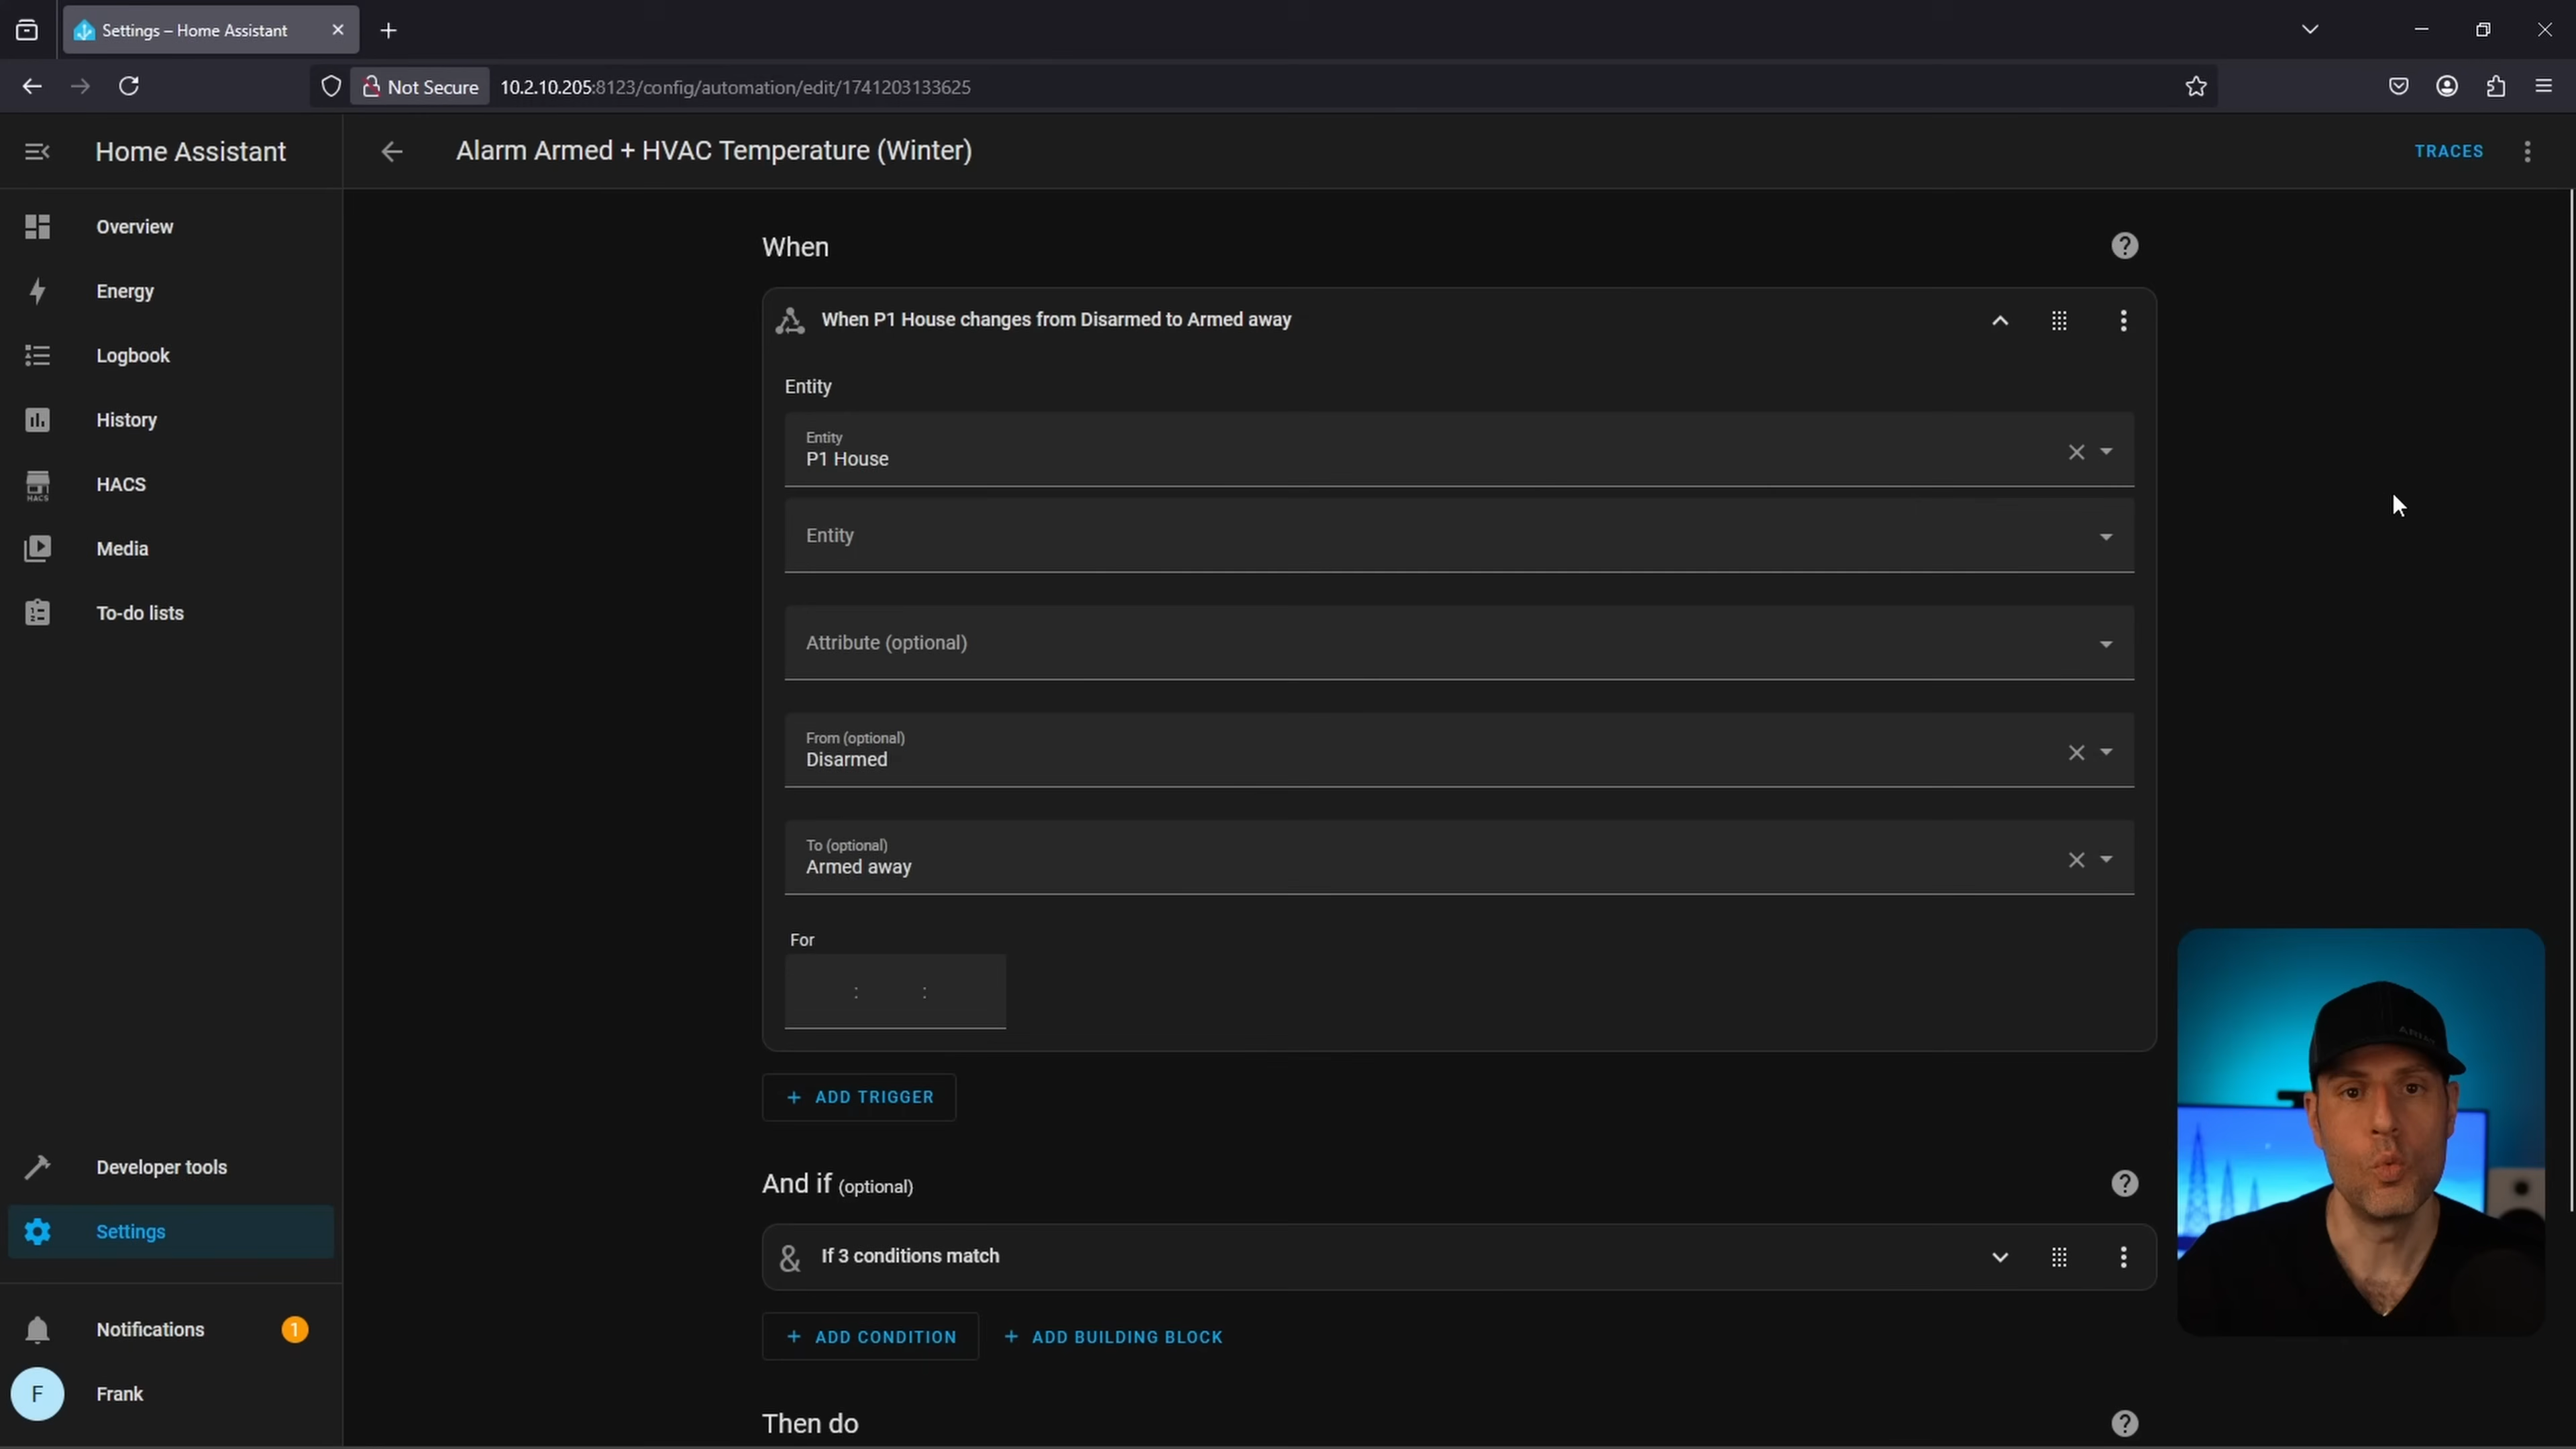 Settings – Home Assistant
Not Secure
10.2.10.205:8123/config/automation/edit/1741203133625
Home Assistant
Alarm Armed + HVAC Temperature (Winter)
TRACES
Overview
Energy
Logbook
History
HACS
HACS
Media
To-do lists
Developer tools
Settings
Notifications
1
F
Frank
When
?
When P1 House changes from Disarmed to Armed away
Entity
Entity
P1 House
Entity
Attribute (optional)
From (optional)
Disarmed
To (optional)
Armed away
For
: :
+ ADD TRIGGER
And if (optional)
?
& If 3 conditions match
+ ADD CONDITION
+ ADD BUILDING BLOCK
Then do
?